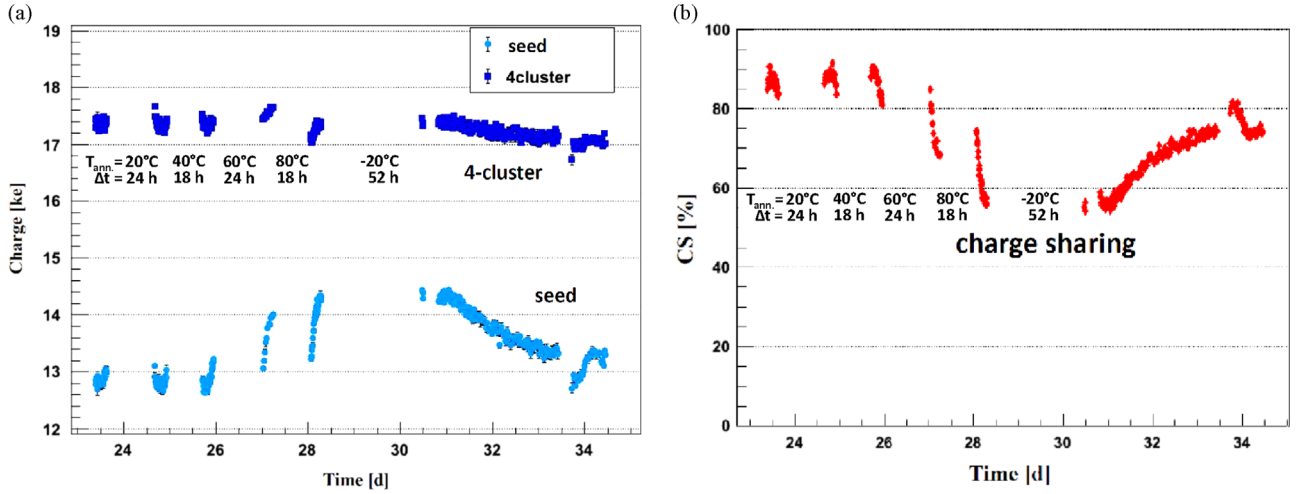 (a)
19
18
17
16
15
14
13
12
Charge [ke]
seed
4cluster
T_ann. = 20°C 40°C 60°C 80°C -20°C
Δt = 24 h 18 h 24 h 18 h 52 h
4-cluster
seed
24 26 28 30 32 34
Time [d]
(b)
100
80
60
40
20
0
CS [%]
T_ann. = 20°C 40°C 60°C 80°C -20°C
Δt = 24 h 18 h 24 h 18 h 52 h
charge sharing
24 26 28 30 32 34
Time [d]